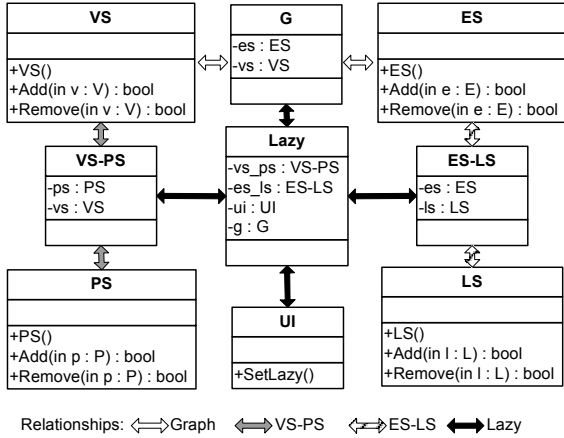 VS
+VS()
+Add(in v : V) : bool
+Remove(in v : V) : bool
G
-es : ES
-vs : VS
ES
+ES()
+Add(in e : E) : bool
+Remove(in e : E) : bool
VS-PS
-ps : PS
-vs : VS
Lazy
-vs_ps : VS-PS
-es_ls : ES-LS
-ui : UI
-g : G
ES-LS
-es : ES
-ls : LS
PS
+PS()
+Add(in p : P) : bool
+Remove(in p : P) : bool
UI
+SetLazy()
LS
+LS()
+Add(in l : L) : bool
+Remove(in l : L) : bool
Relationships: Graph VS-PS ES-LS Lazy